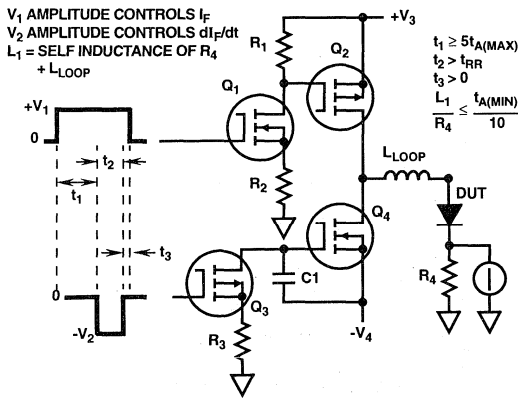 V1 AMPLITUDE CONTROLS IF
V2 AMPLITUDE CONTROLS dIF/dt
L1 = SELF INDUCTANCE OF R4
+ LLOOP
+V3
R1
Q2
t1 ≥ 5tA(MAX)
t2 > tRR
t3 > 0
L1/R4 ≤ tA(MIN)/10
Q1
+V1
0
t2
t1
R2
LLOOP
DUT
Q4
t3
R4
C1
0
Q3
-V2
R3
-V4